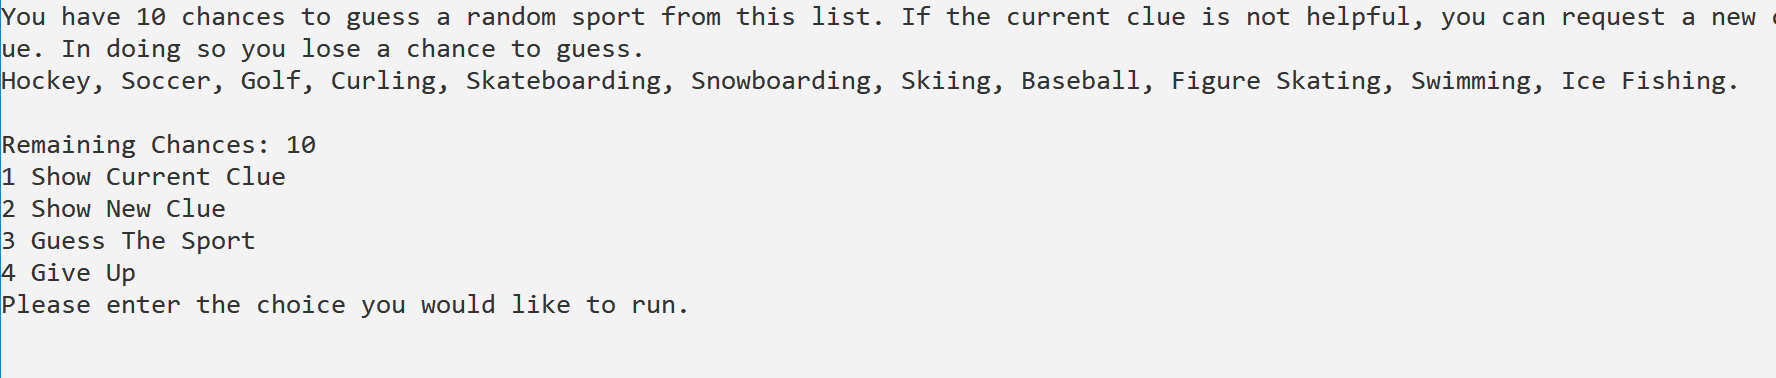 You have 10 chances to guess a random sport from this list. If the current clue is not helpful, you can request a new
ue. In doing so you lose a chance to guess.
Hockey, Soccer, Golf, Curling, Skateboarding, Snowboarding, Skiing, Baseball, Figure Skating, Swimming, Ice Fishing.
Remaining Chances: 10
1 Show Current Clue
2 Show New Clue
3 Guess The Sport
4 Give Up
Please enter the choice you would like to run.